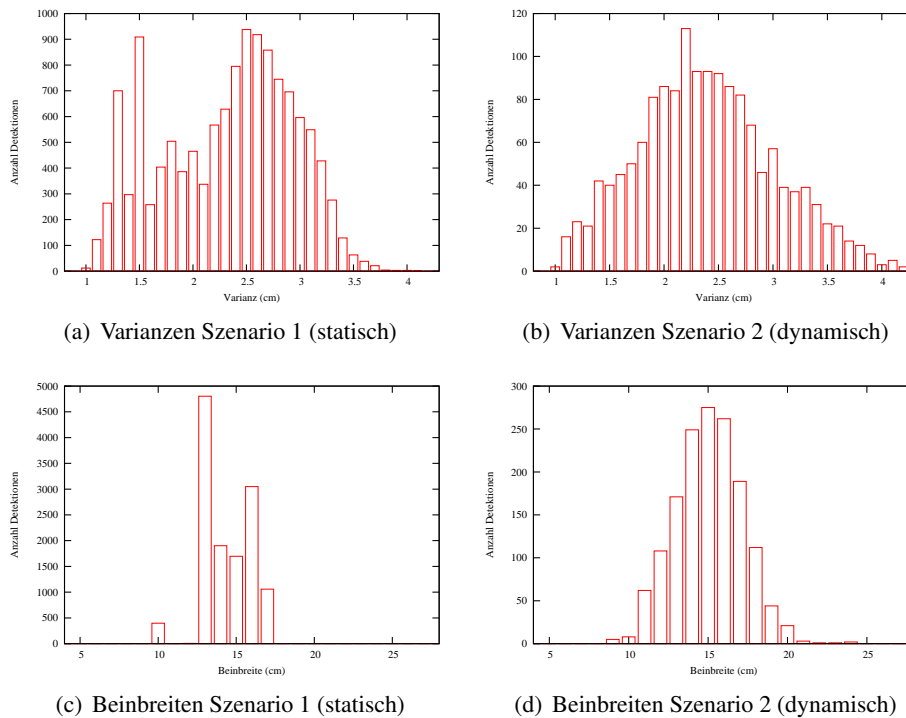 1000
900
800
700
600
500
400
300
200
100
0
Anzahl Detektionen
1 1.5 2 2.5 3 3.5 4
Varianz (cm)
(a) Varianzen Szenario 1 (statisch)
120
100
80
60
40
20
0
Anzahl Detektionen
1 1.5 2 2.5 3 3.5 4
Varianz (cm)
(b) Varianzen Szenario 2 (dynamisch)
5000
4500
4000
3500
3000
2500
2000
1500
1000
500
0
Anzahl Detektionen
5 10 15 20 25
Beinbreite (cm)
(c) Beinbreiten Szenario 1 (statisch)
300
250
200
150
100
50
0
Anzahl Detektionen
5 10 15 20 25
Beinbreite (cm)
(d) Beinbreiten Szenario 2 (dynamisch)